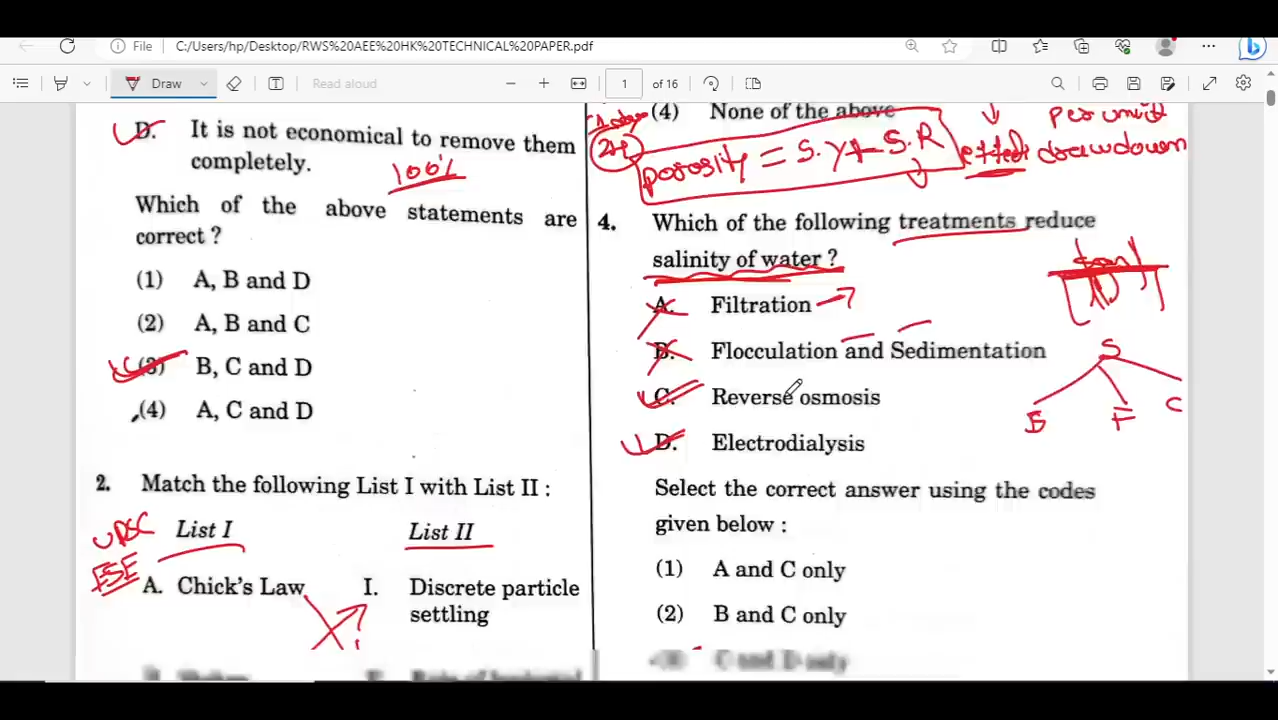 File
C:/Users/hp/Desktop/RWS%20AEE%20HK%20TECHNICAL%20PAPER.pdf
Draw
Read aloud
1
of 16
D. It is not economical to remove them
completely.
100%
Which of the above statements are
correct ?
(1) A, B and D
(2) A, B and C
(3) B, C and D
(4) A, C and D
2. Match the following List I with List II :
UPSC
ESE
List I
List II
A. Chick's Law
I. Discrete particle
settling
(4) None of the above
porosity = S.Y + S.R
per unit
drawdown
4. Which of the following treatments reduce
salinity of water ?
A. Filtration
B. Flocculation and Sedimentation
C. Reverse osmosis
D. Electrodialysis
S
F
C
Select the correct answer using the codes
given below :
(1) A and C only
(2) B and C only
C and D only